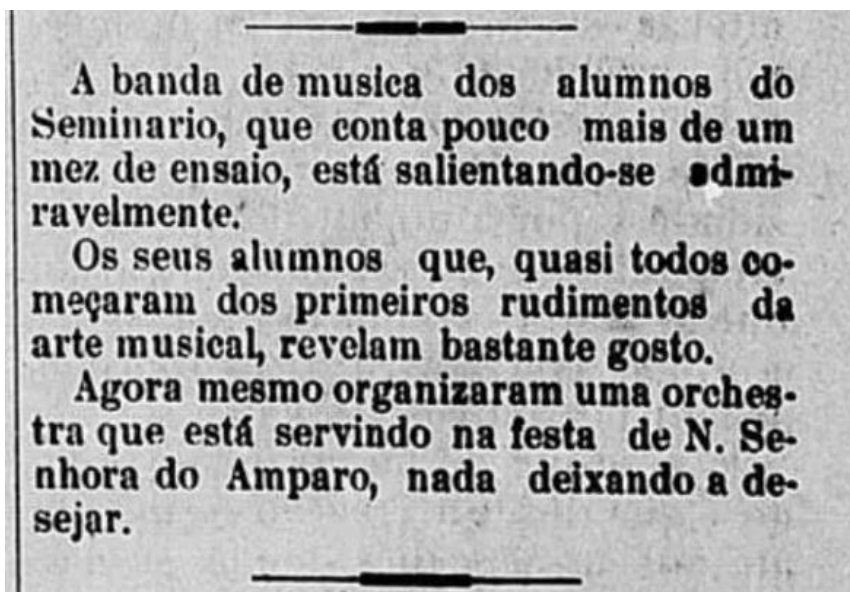 A banda de musica dos alumnos do
Seminario, que conta pouco mais de um
mez de ensaio, está salientando-se admi-
ravelmente.
Os seus alumnos que, quasi todos co-
meçaram dos primeiros rudimentos da
arte musical, revelam bastante gosto.
Agora mesmo organizaram uma orches-
tra que está servindo na festa de N. Se-
nhora do Amparo, nada deixando a de-
sejar.